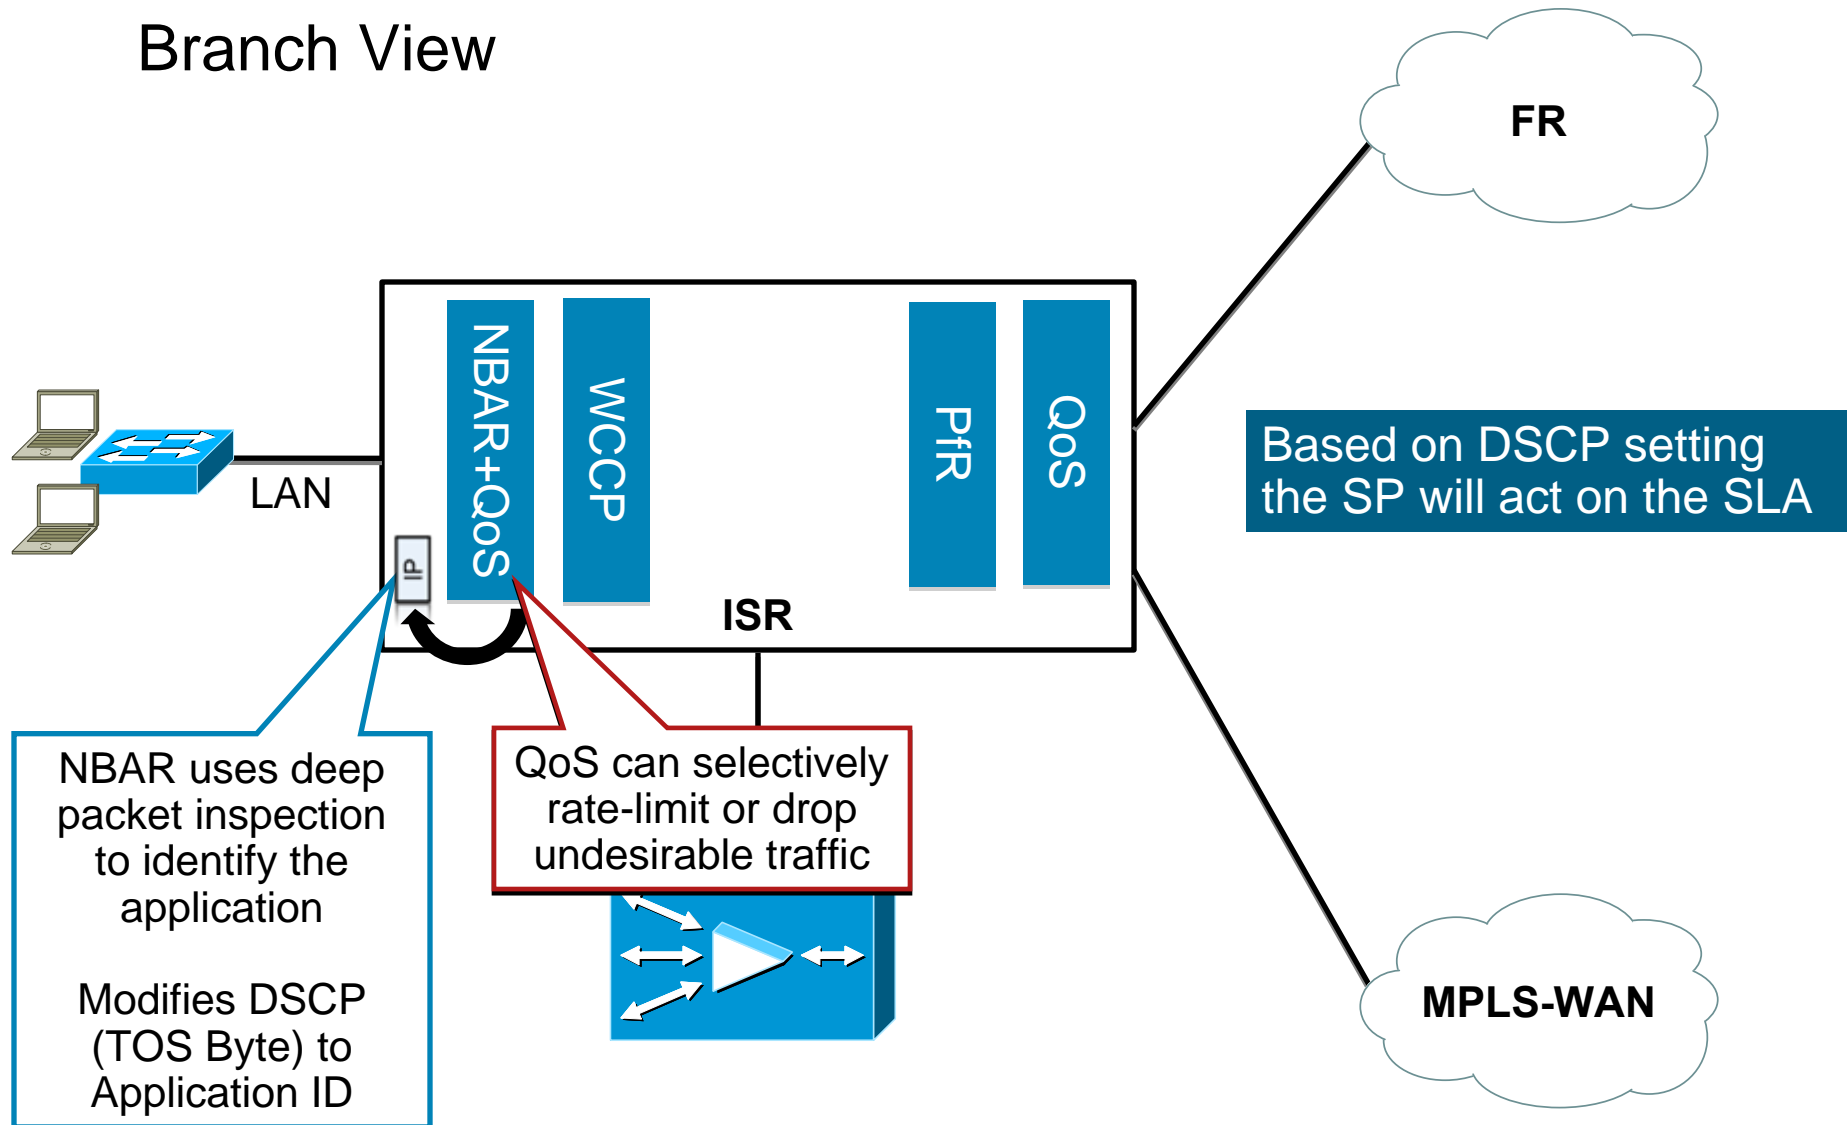 Branch View
FR
NBAR+QoS
WCCP
PfR
QoS
Based on DSCP setting
the SP will act on the SLA
LAN
IP
ISR
NBAR uses deep
packet inspection
to identify the
application
Modifies DSCP
(TOS Byte) to
Application ID
QoS can selectively
rate-limit or drop
undesirable traffic
MPLS-WAN